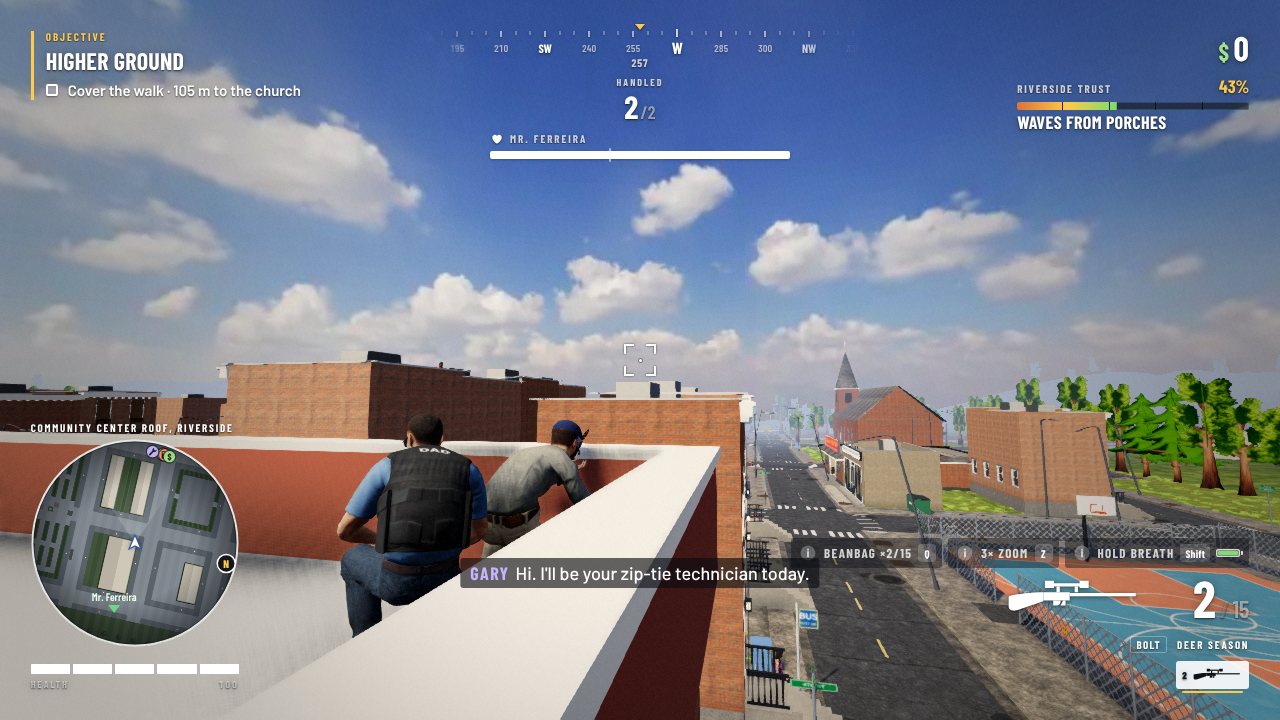 OBJECTIVE
HIGHER GROUND
Cover the walk · 105 m to the church
195 210 SW 240 255 W 285 300 NW
257
HANDLED
2/2
MR. FERREIRA
$0
RIVERSIDE TRUST 43%
WAVES FROM PORCHES
COMMUNITY CENTER ROOF, RIVERSIDE
DAD
N
Mr. Ferreira
GARY Hi. I'll be your zip-tie technician today.
BEANBAG ×2/15 0
3× ZOOM Z
HOLD BREATH Shift
2/15
BUS
BOLT DEER SEASON
2
HEALTH 100